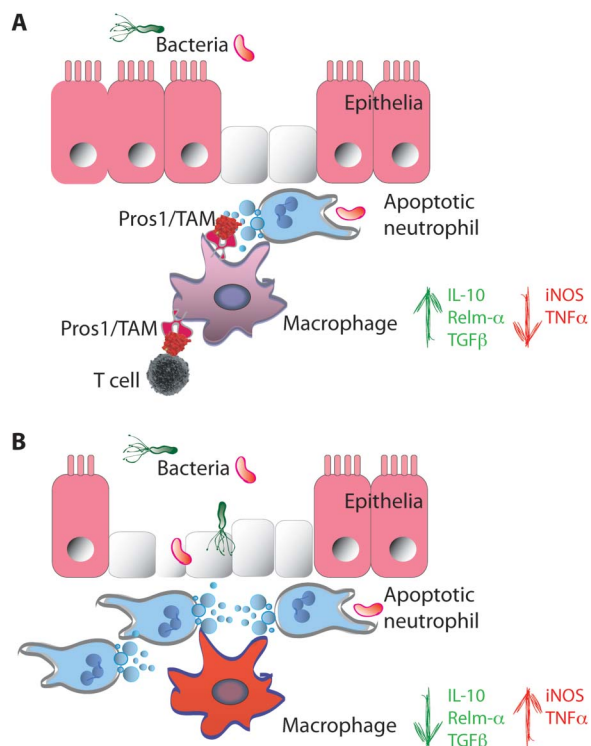 A
Bacteria
Epithelia
Pros1/TAM
Apoptotic
neutrophil
Pros1/TAM
Macrophage
T cell
IL-10
Relm-α
TGFβ
iNOS
TNFα
B
Bacteria
Epithelia
Apoptotic
neutrophil
Macrophage
IL-10
Relm-α
TGFβ
iNOS
TNFα